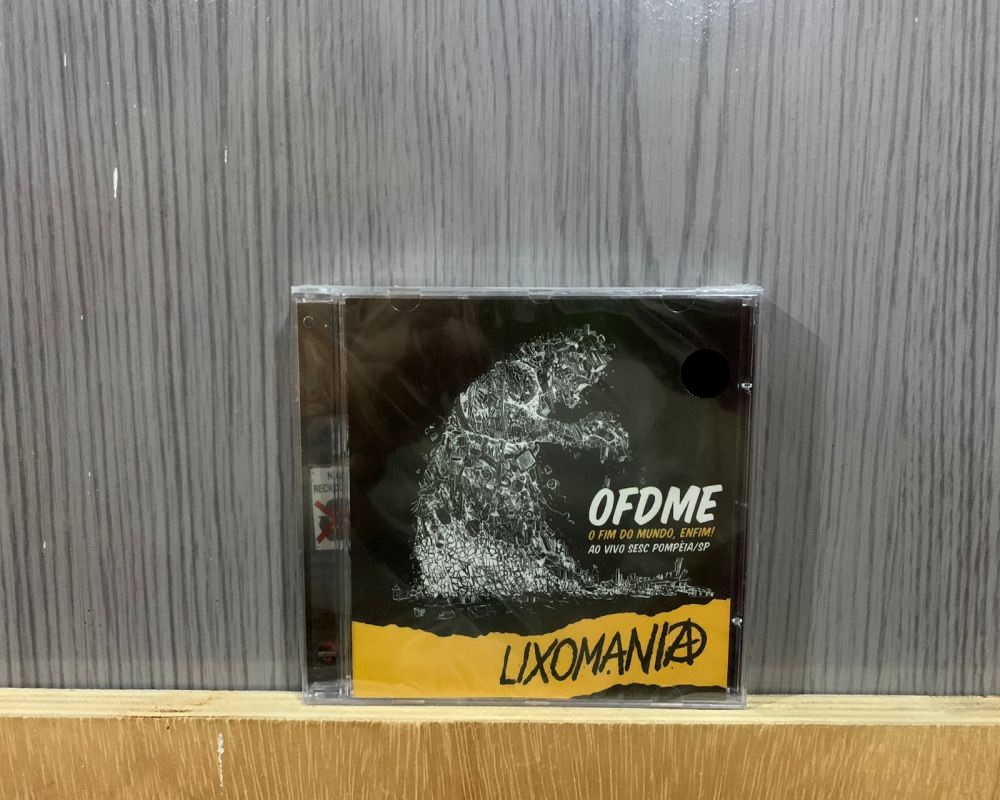 OFDME
O FIM DO MUNDO, ENFIM!
AO VIVO SESC POMPÉIA/SP
LIXOMANIA